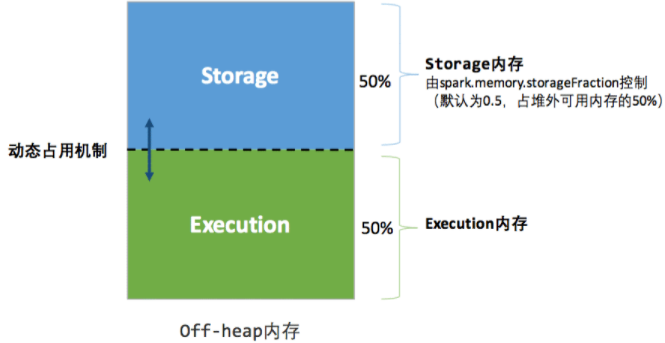 Storage
50%
Storage内存
由spark.memory.storageFraction控制
（默认为0.5，占堆外可用内存的50%）
动态占用机制
Execution
50%
Execution内存
Off-heap内存